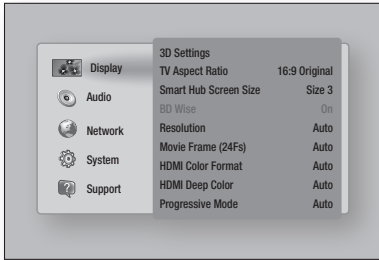 Display
Audio
Network
System
Support
3D Settings
TV Aspect Ratio 16:9 Original
Smart Hub Screen Size Size 3
BD Wise On
Resolution Auto
Movie Frame (24Fs) Auto
HDMI Color Format Auto
HDMI Deep Color Auto
Progressive Mode Auto